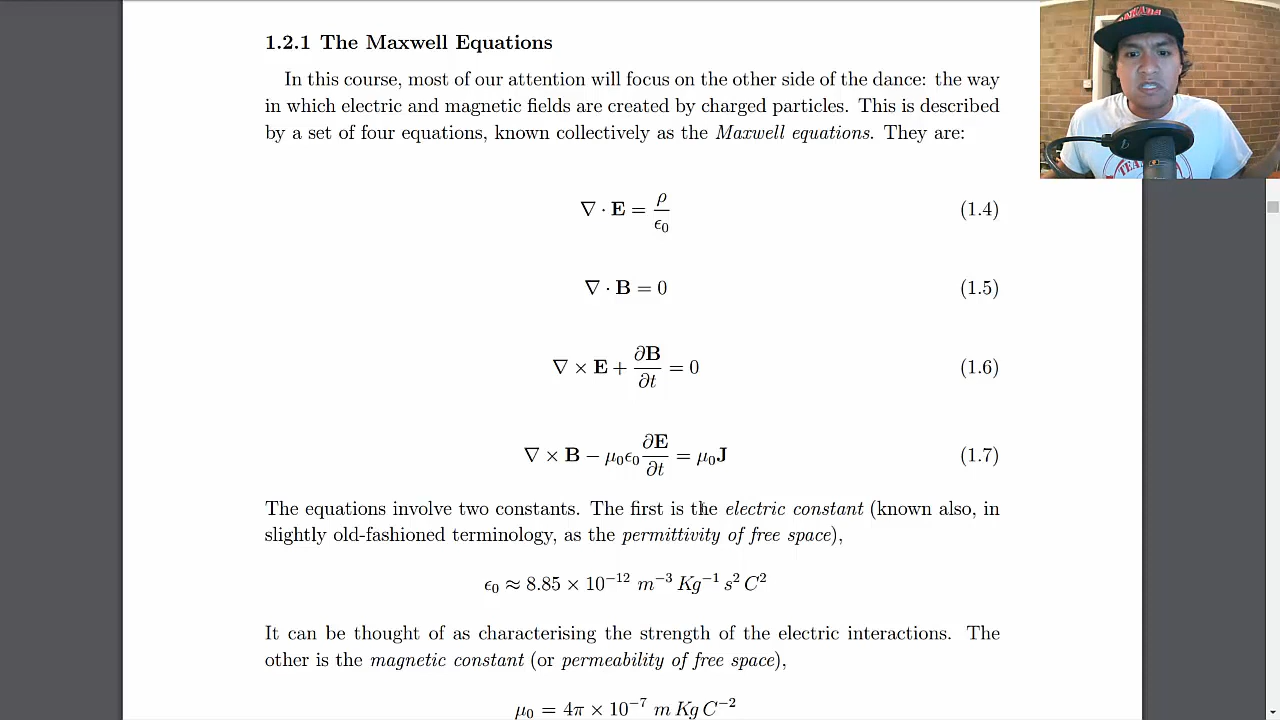 1.2.1 The Maxwell Equations
In this course, most of our attention will focus on the other side of the dance: the way
in which electric and magnetic fields are created by charged particles. This is described
by a set of four equations, known collectively as the Maxwell equations. They are:
∇ · E = ρ/ϵ₀ (1.4)
∇ · B = 0 (1.5)
∇ × E + ∂B/∂t = 0 (1.6)
∇ × B − μ₀ϵ₀ ∂E/∂t = μ₀J (1.7)
The equations involve two constants. The first is the electric constant (known also, in
slightly old-fashioned terminology, as the permittivity of free space),
ϵ₀ ≈ 8.85 × 10⁻¹² m⁻³ Kg⁻¹ s² C²
It can be thought of as characterising the strength of the electric interactions. The
other is the magnetic constant (or permeability of free space),
μ₀ = 4π × 10⁻⁷ m Kg C⁻²